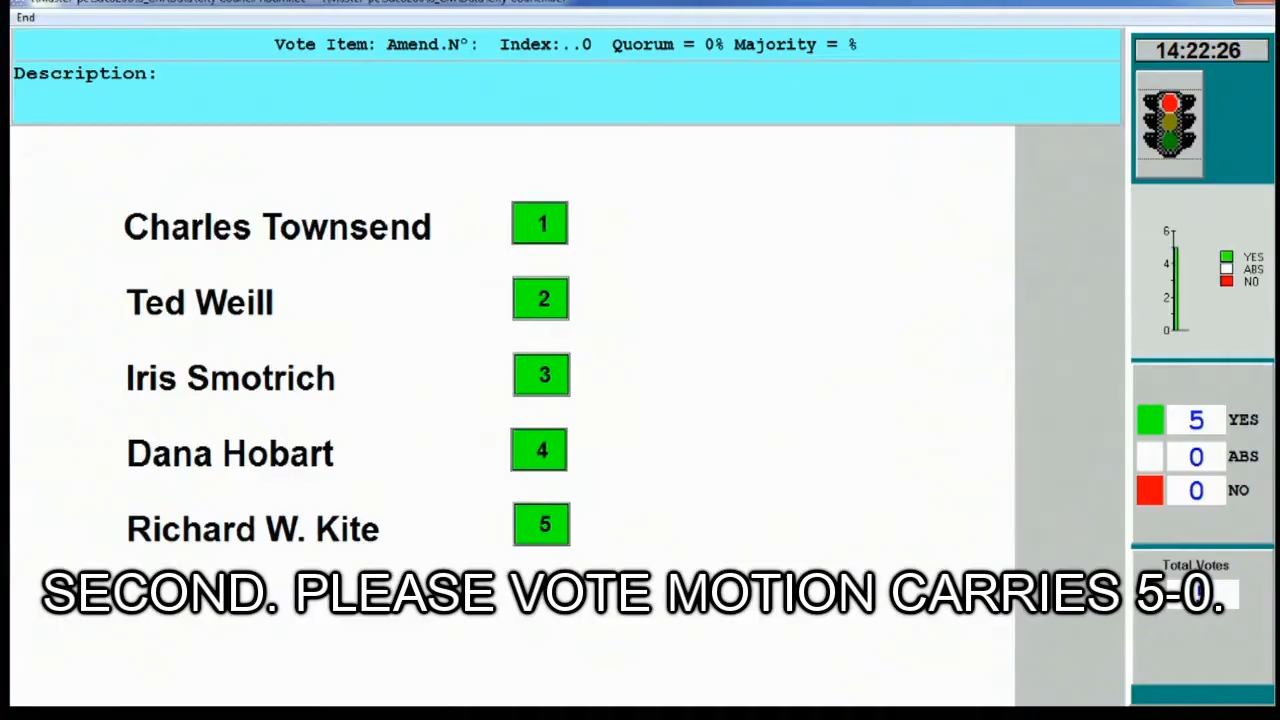 End
Vote Item: Amend.N°: Index:..0 Quorum = 0% Majority = %
Description:
14:22:26
Charles Townsend 1
Ted Weill 2
Iris Smotrich 3
Dana Hobart 4
Richard W. Kite 5
6
4
2
0
YES
ABS
NO
5 YES
0 ABS
0 NO
Total Votes
SECOND. PLEASE VOTE MOTION CARRIES 5-0.